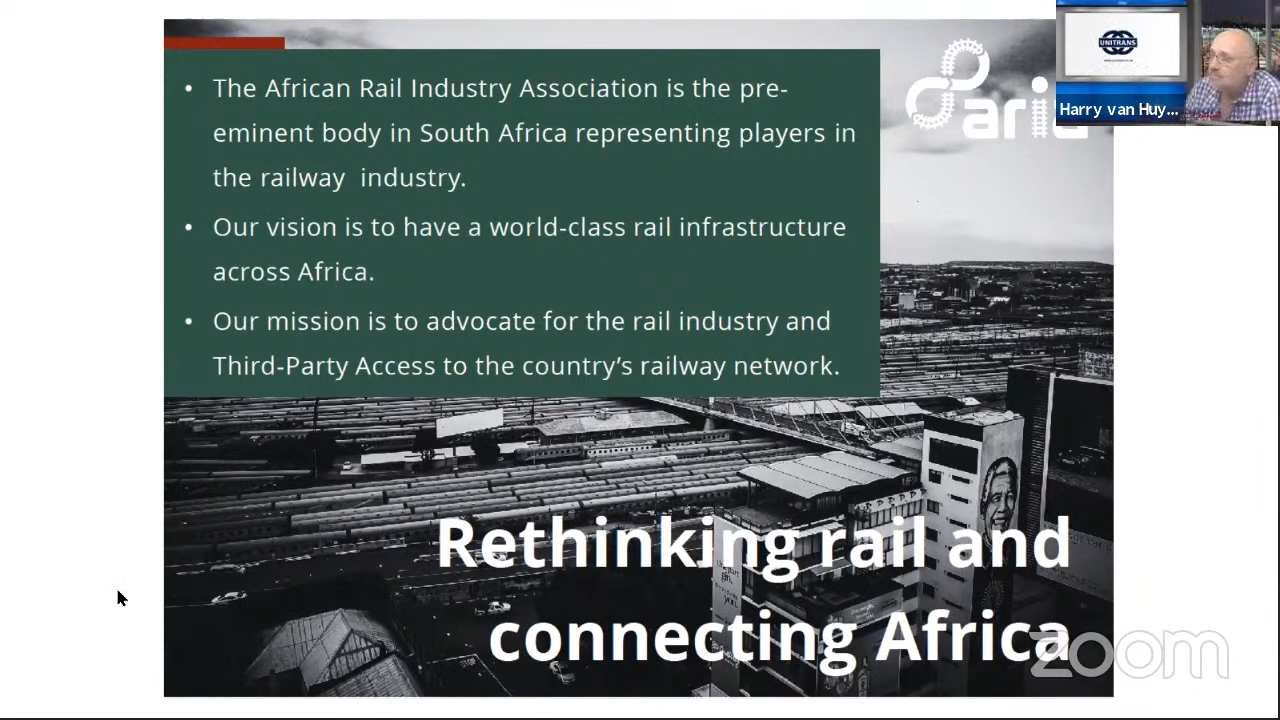 • The African Rail Industry Association is the pre-
eminent body in South Africa representing players in
the railway industry.
• Our vision is to have a world-class rail infrastructure
across Africa.
• Our mission is to advocate for the rail industry and
Third-Party Access to the country's railway network.
UNITRANS
Harry van Huy...
Rethinking rail and
connecting Africa
zoom